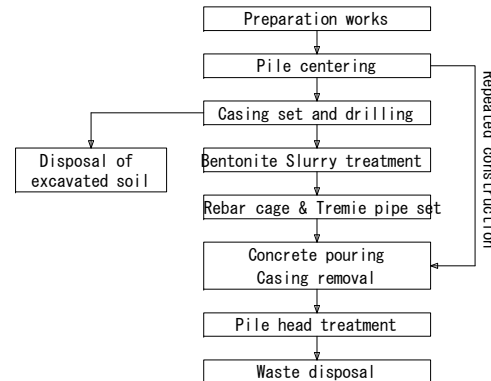 Preparation works
Pile centering
Casing set and drilling
Disposal of
excavated soil
Bentonite Slurry treatment
Rebar cage & Tremie pipe set
Concrete pouring
Casing removal
Pile head treatment
Waste disposal
Repeated construction